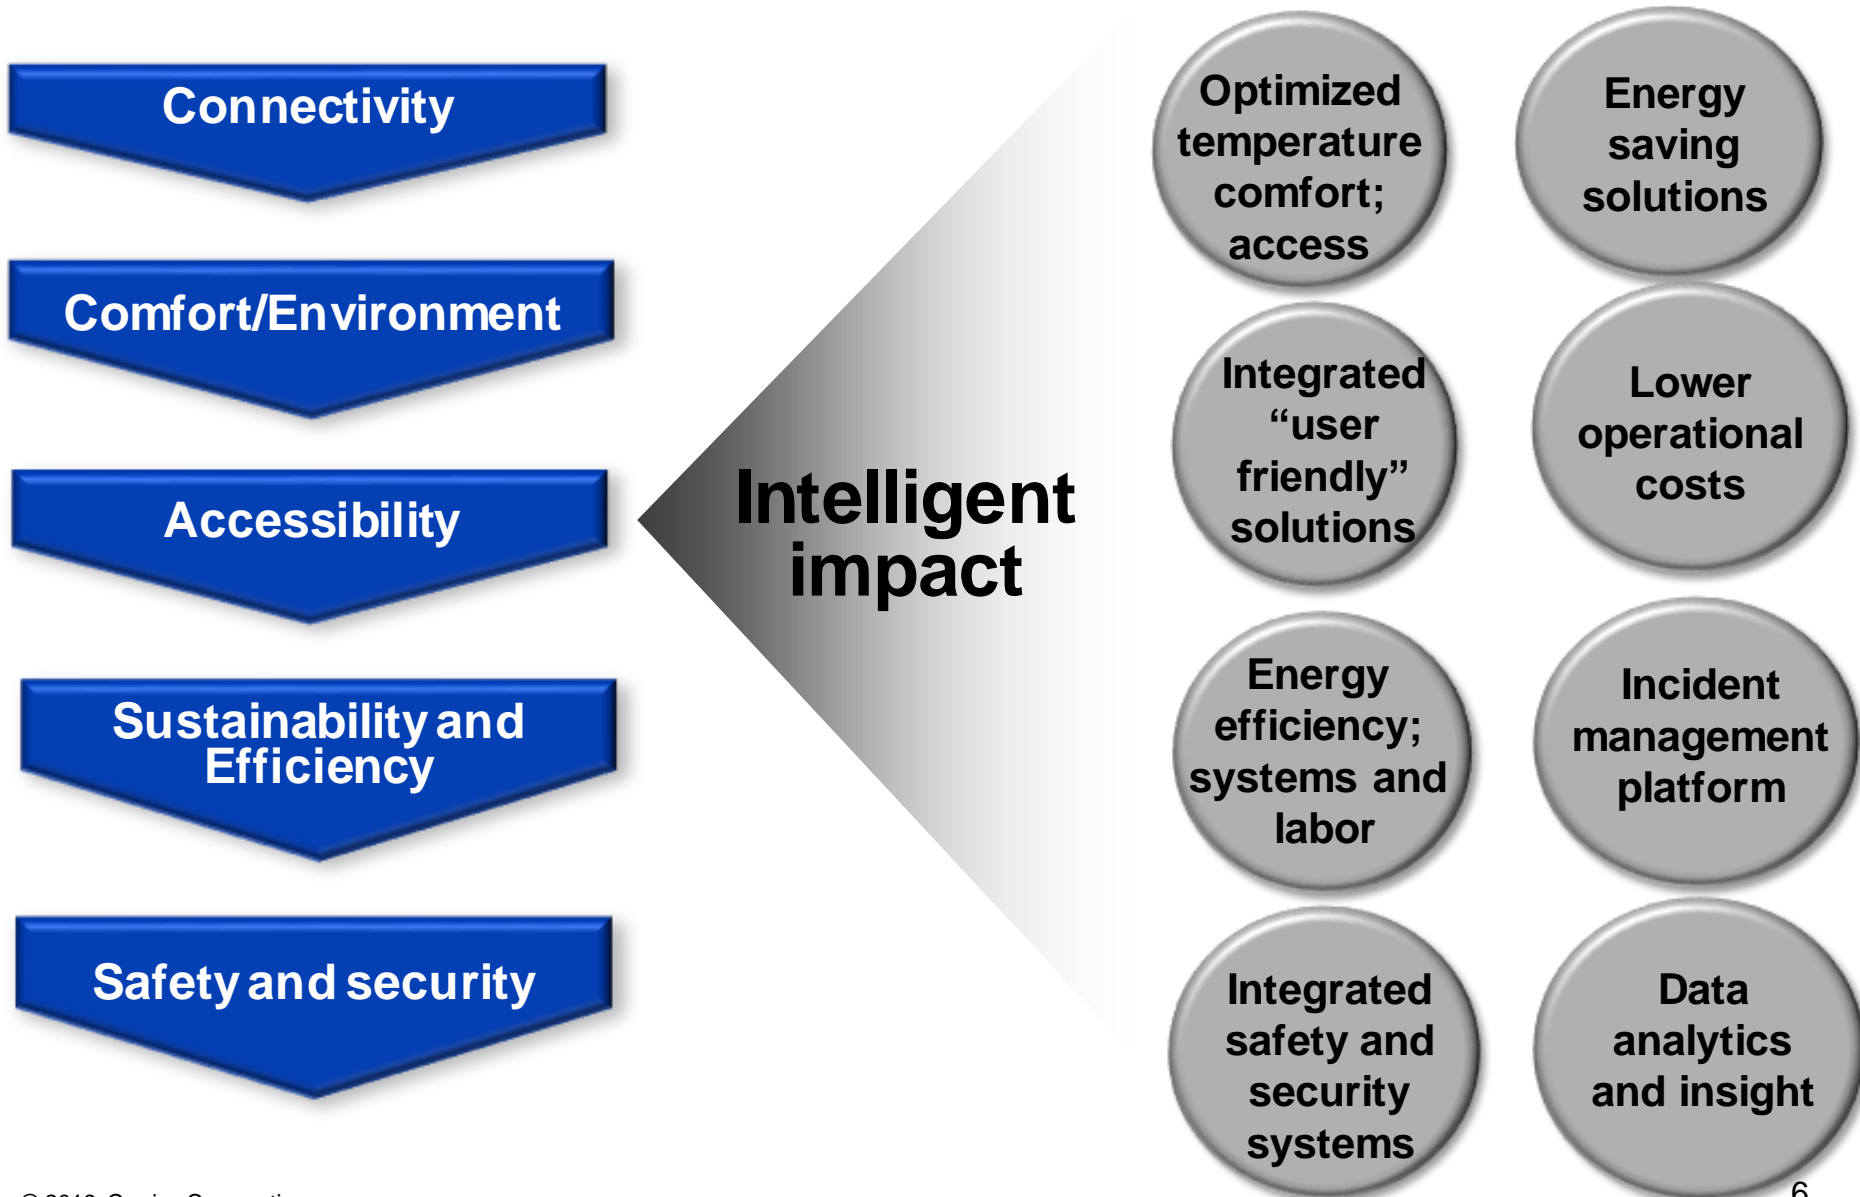 Connectivity
Comfort/Environment
Accessibility
Sustainability and
Efficiency
Safety and security
Intelligent
impact
Optimized
temperature
comfort;
access
Energy
saving
solutions
Integrated
“user
friendly”
solutions
Lower
operational
costs
Energy
efficiency;
systems and
labor
Incident
management
platform
Integrated
safety and
security
systems
Data
analytics
and insight
6